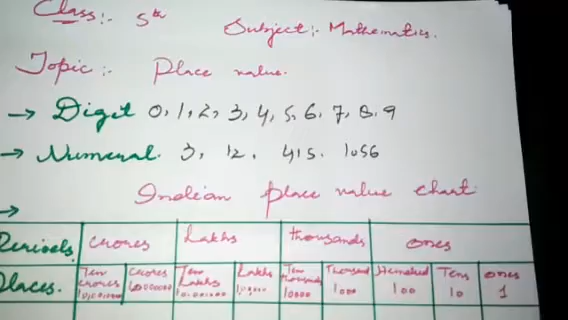 Class:- 5th
Subject:- Mathematics.
Topic:- Place value.
→ Digit 0, 1, 2, 3, 4, 5, 6, 7, 8, 9
→ Numeral. 3, 12, 415. 1056
→ Indian place value chart:
Periods. Crores Lakhs thousands ones
Places. Ten crores Crores Ten Lakhs Lakhs Ten thousands Thousand Hundred Tens ones
10000 1000 100 10 1